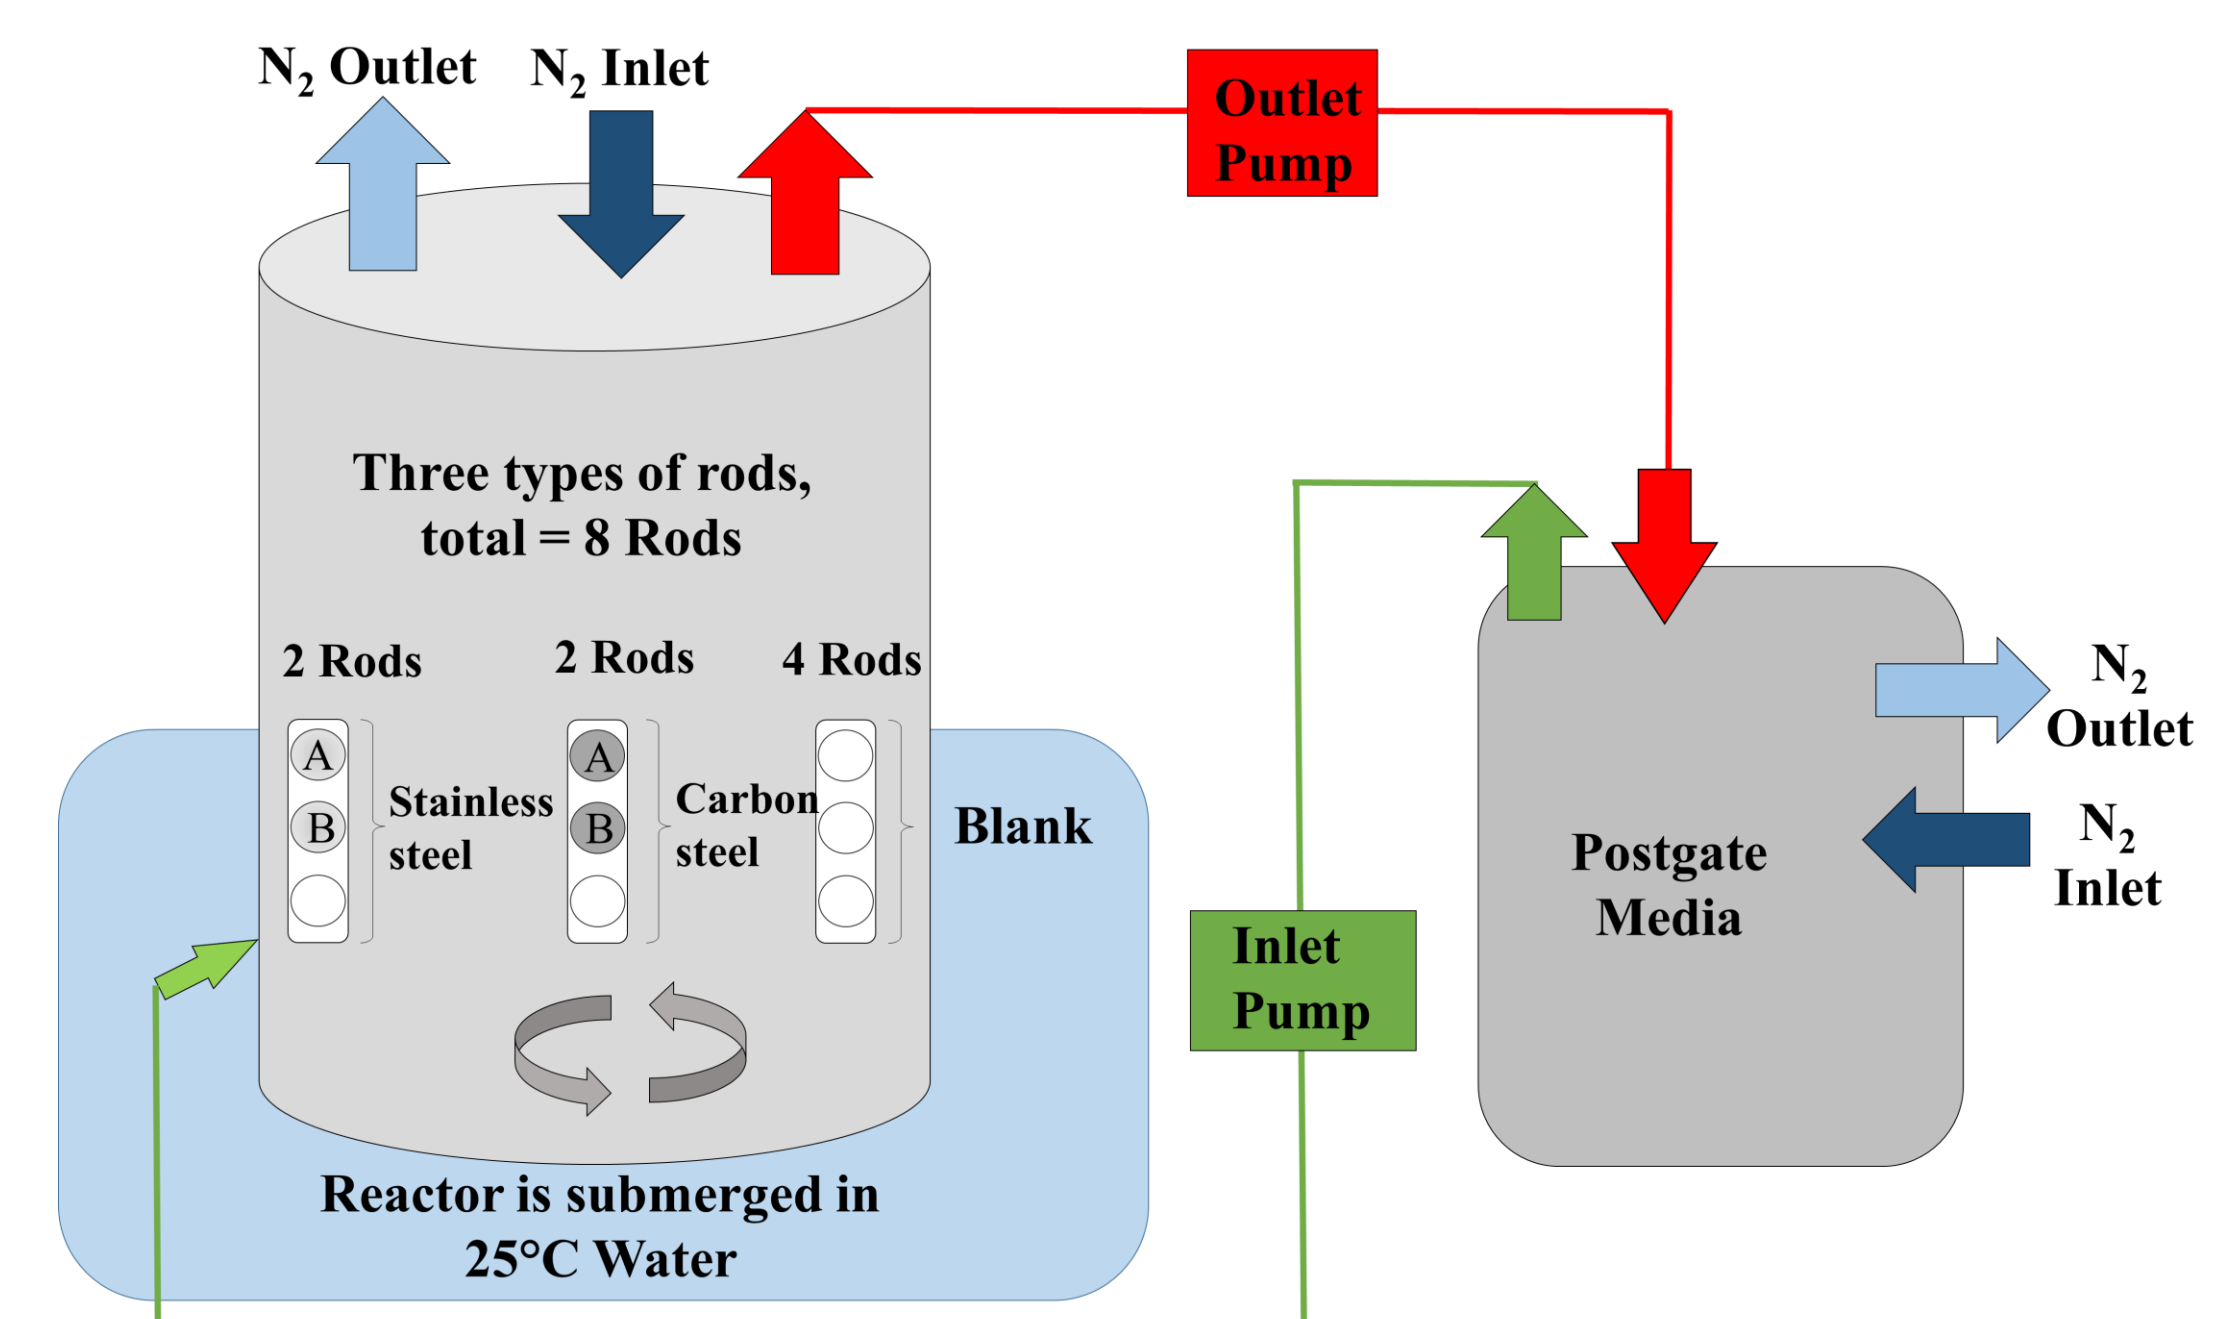 N₂ Outlet
N₂ Inlet
Outlet
Pump
Three types of rods,
total = 8 Rods
2 Rods
2 Rods
4 Rods
A
B
Stainless
steel
A
B
Carbon
steel
Blank
Reactor is submerged in
25°C Water
Inlet
Pump
Postgate
Media
N₂
Outlet
N₂
Inlet